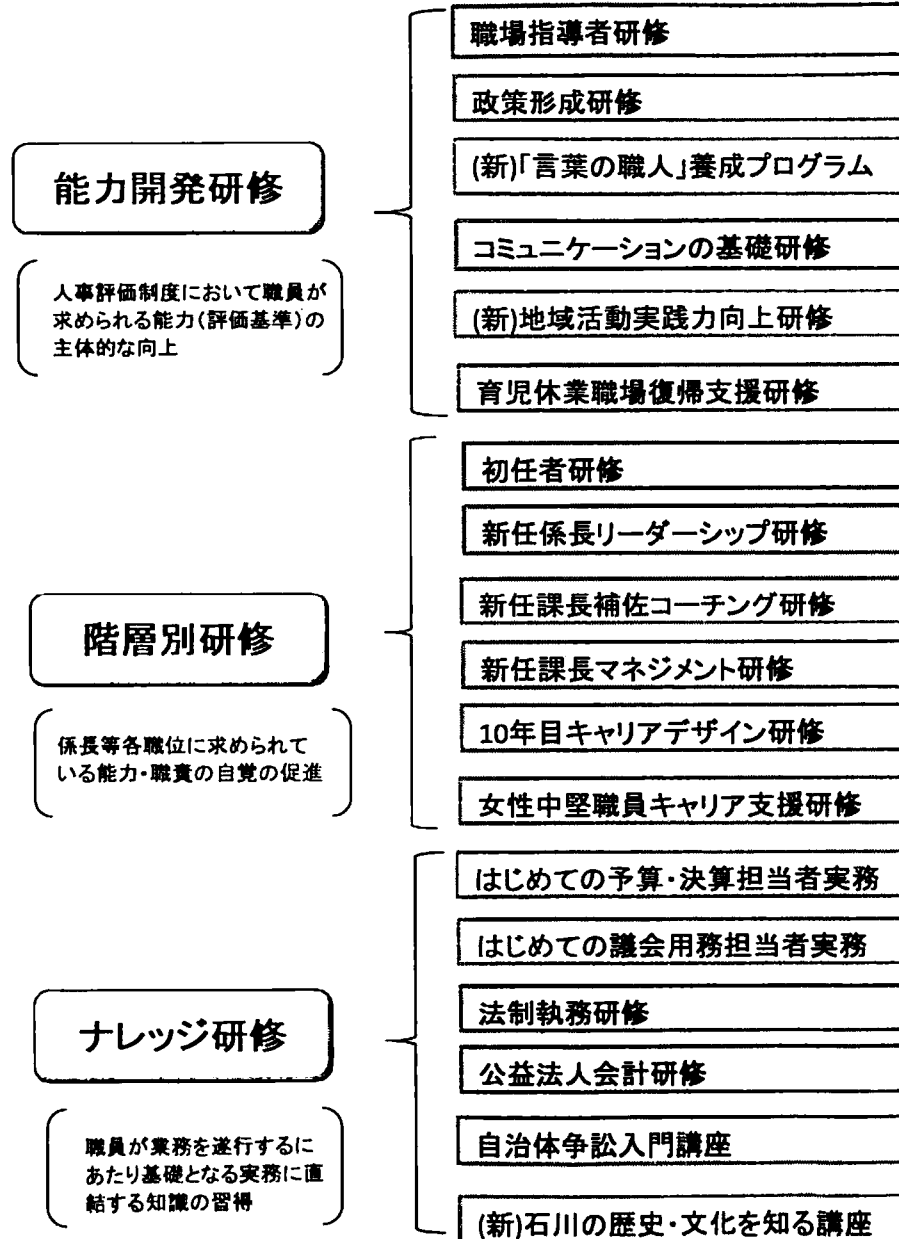 能力開発研修
人事評価制度において職員が
求められる能力(評価基準)の
主体的な向上
職場指導者研修
政策形成研修
(新)「言葉の職人」養成プログラム
コミュニケーションの基礎研修
(新)地域活動実践力向上研修
育児休業職場復帰支援研修
階層別研修
係長等各職位に求められて
いる能力・職責の自覚の促進
初任者研修
新任係長リーダーシップ研修
新任課長補佐コーチング研修
新任課長マネジメント研修
10年目キャリアデザイン研修
女性中堅職員キャリア支援研修
ナレッジ研修
職員が業務を遂行するに
あたり基礎となる実務に直
結する知識の習得
はじめての予算・決算担当者実務
はじめての議会用務担当者実務
法制執務研修
公益法人会計研修
自治体争訟入門講座
(新)石川の歴史・文化を知る講座